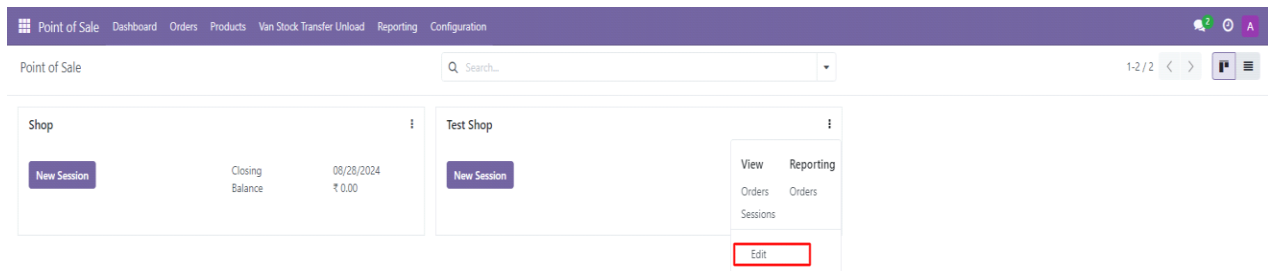 Point of Sale Dashboard Orders Products Van Stock Transfer Unload Reporting Configuration 2 A
Point of Sale Search... 1-2 / 2
Shop
New Session
Closing 08/28/2024
Balance ₹ 0.00
Test Shop
New Session
View Reporting
Orders Orders
Sessions
Edit